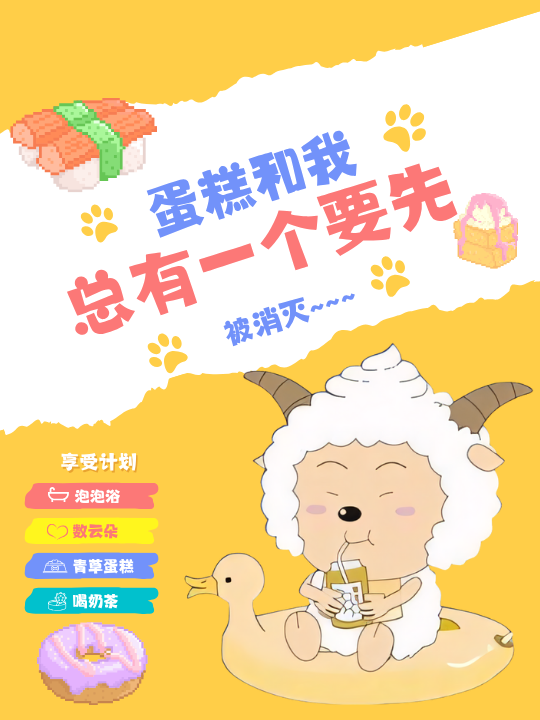 蛋糕和我
总有一个要先
被消灭~~~
享受计划
泡泡浴
数云朵
青草蛋糕
喝奶茶